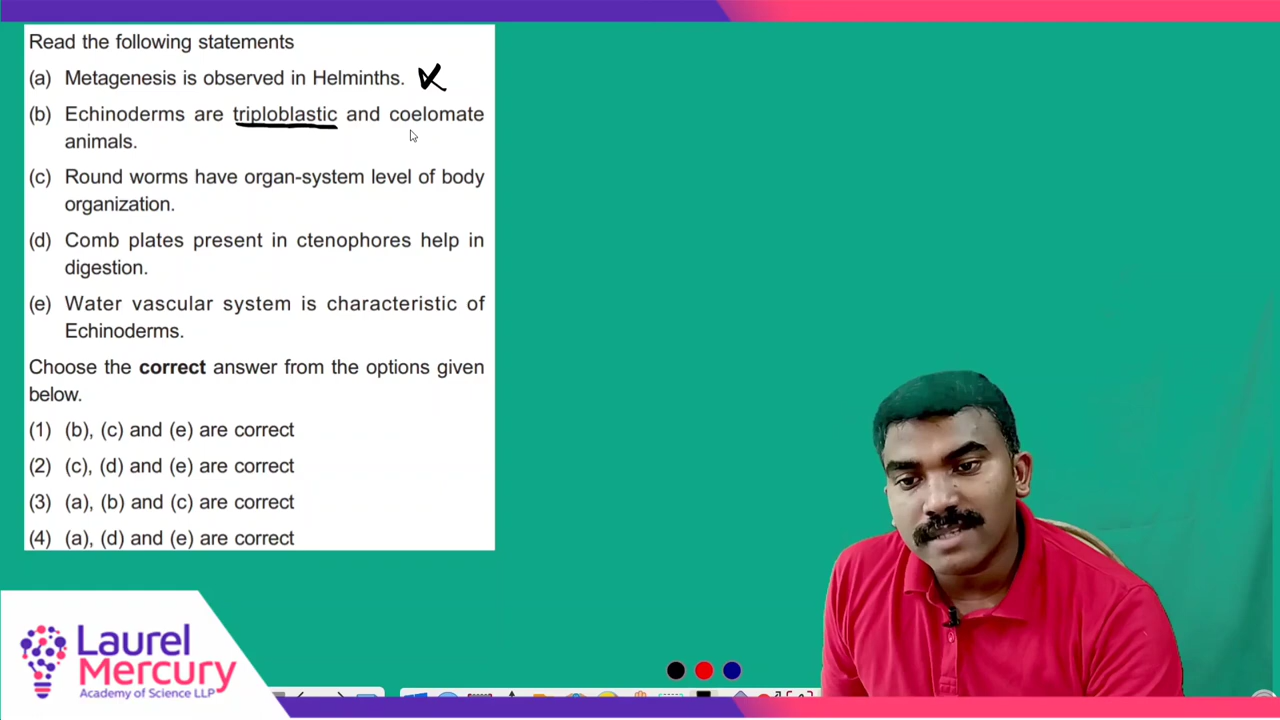 Read the following statements
(a) Metagenesis is observed in Helminths.
(b) Echinoderms are triploblastic and coelomate
animals.
(c) Round worms have organ-system level of body
organization.
(d) Comb plates present in ctenophores help in
digestion.
(e) Water vascular system is characteristic of
Echinoderms.
Choose the correct answer from the options given
below.
(1) (b), (c) and (e) are correct
(2) (c), (d) and (e) are correct
(3) (a), (b) and (c) are correct
(4) (a), (d) and (e) are correct
Laurel
Mercury
Academy of Science LLP